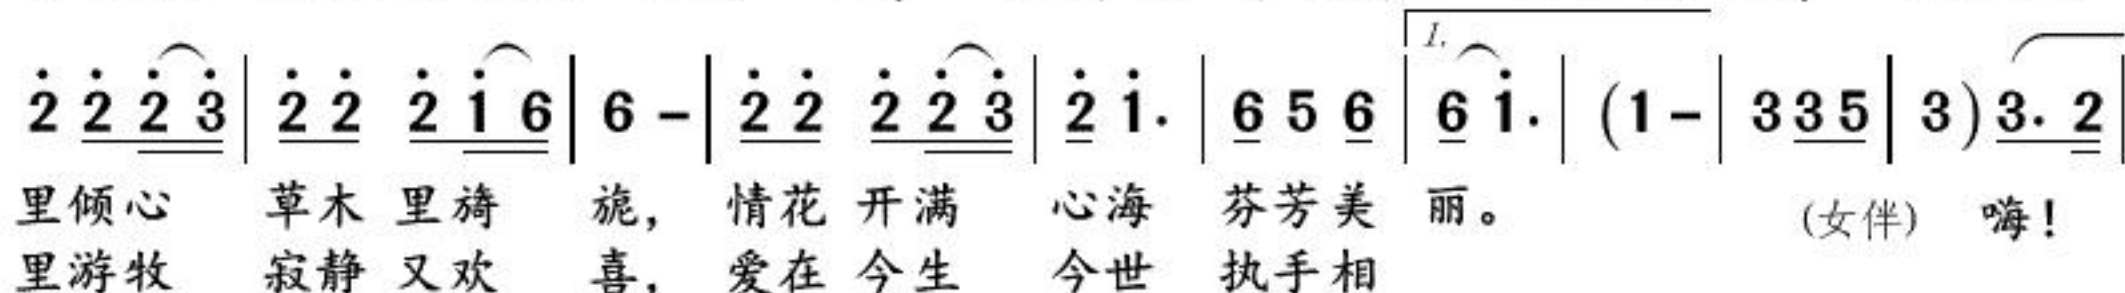 1.
2̇ 2̇ 2̇ 3̇ | 2̇ 2̇ 2̇ 1̇ 6 | 6 – | 2̇ 2̇ 2̇ 2̇ 3̇ | 2̇ 1̇. | 6 5 6 | 6 1̇. | (1 – | 3 3 5 | 3) 3. 2 |
里倾心 草木 里旖 旎, 情花 开满 心海 芬芳美 丽。 (女伴) 嗨!
里游牧 寂静 又欢 喜, 爱在 今生 今世 执手相